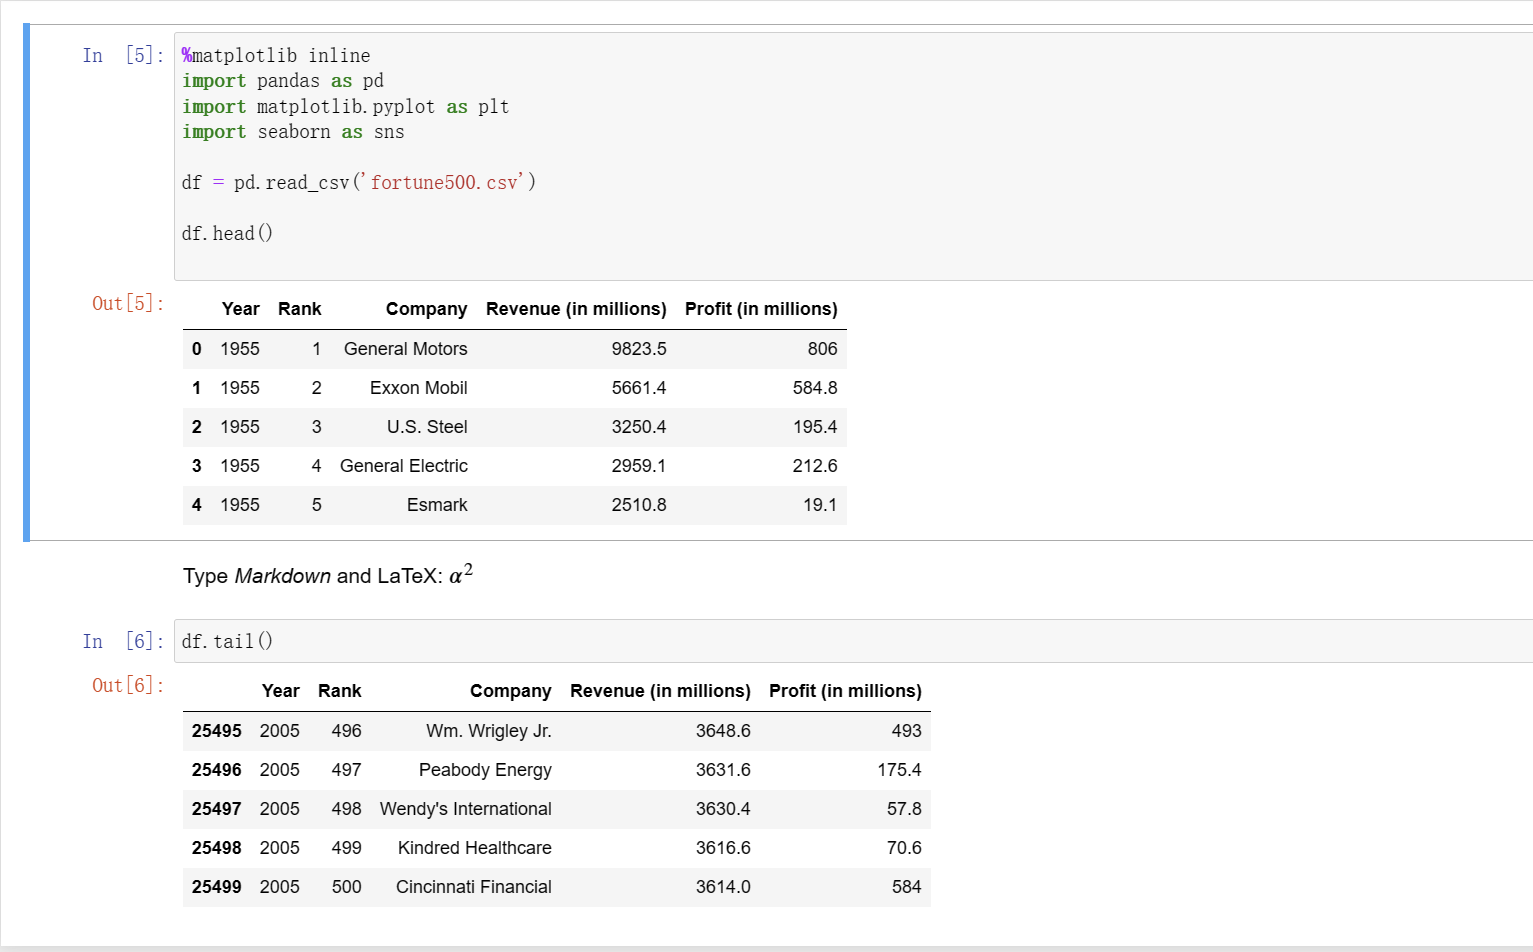 In [5]: %matplotlib inline
import pandas as pd
import matplotlib.pyplot as plt
import seaborn as sns
df = pd.read_csv('fortune500.csv')
df.head()
Out[5]:
Year Rank Company Revenue (in millions) Profit (in millions)
0 1955 1 General Motors 9823.5 806
1 1955 2 Exxon Mobil 5661.4 584.8
2 1955 3 U.S. Steel 3250.4 195.4
3 1955 4 General Electric 2959.1 212.6
4 1955 5 Esmark 2510.8 19.1
Type Markdown and LaTeX: α²
In [6]: df.tail()
Out[6]:
Year Rank Company Revenue (in millions) Profit (in millions)
25495 2005 496 Wm. Wrigley Jr. 3648.6 493
25496 2005 497 Peabody Energy 3631.6 175.4
25497 2005 498 Wendy's International 3630.4 57.8
25498 2005 499 Kindred Healthcare 3616.6 70.6
25499 2005 500 Cincinnati Financial 3614.0 584